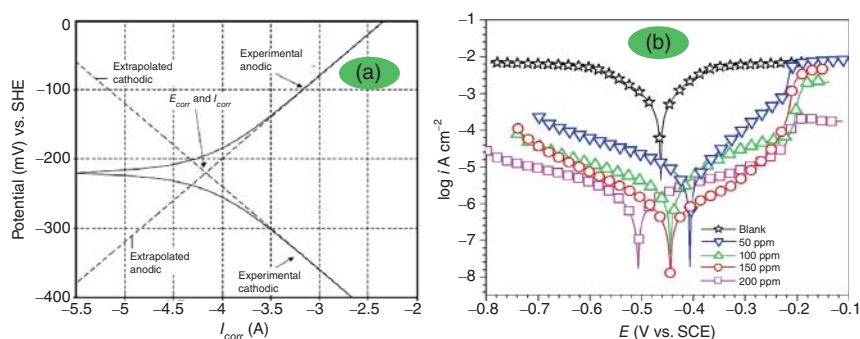 (a)
Potential (mV) vs. SHE
0
−100
−200
−300
−400
Extrapolated
cathodic
Experimental
anodic
E_corr and I_corr
Extrapolated
anodic
Experimental
cathodic
−5.5 −5 −4.5 −4 −3.5 −3 −2.5 −2
I_corr (A)
(b)
log i A cm⁻²
−1
−2
−3
−4
−5
−6
−7
−8
Blank
50 ppm
100 ppm
150 ppm
200 ppm
−0.8 −0.7 −0.6 −0.5 −0.4 −0.3 −0.2 −0.1
E (V vs. SCE)